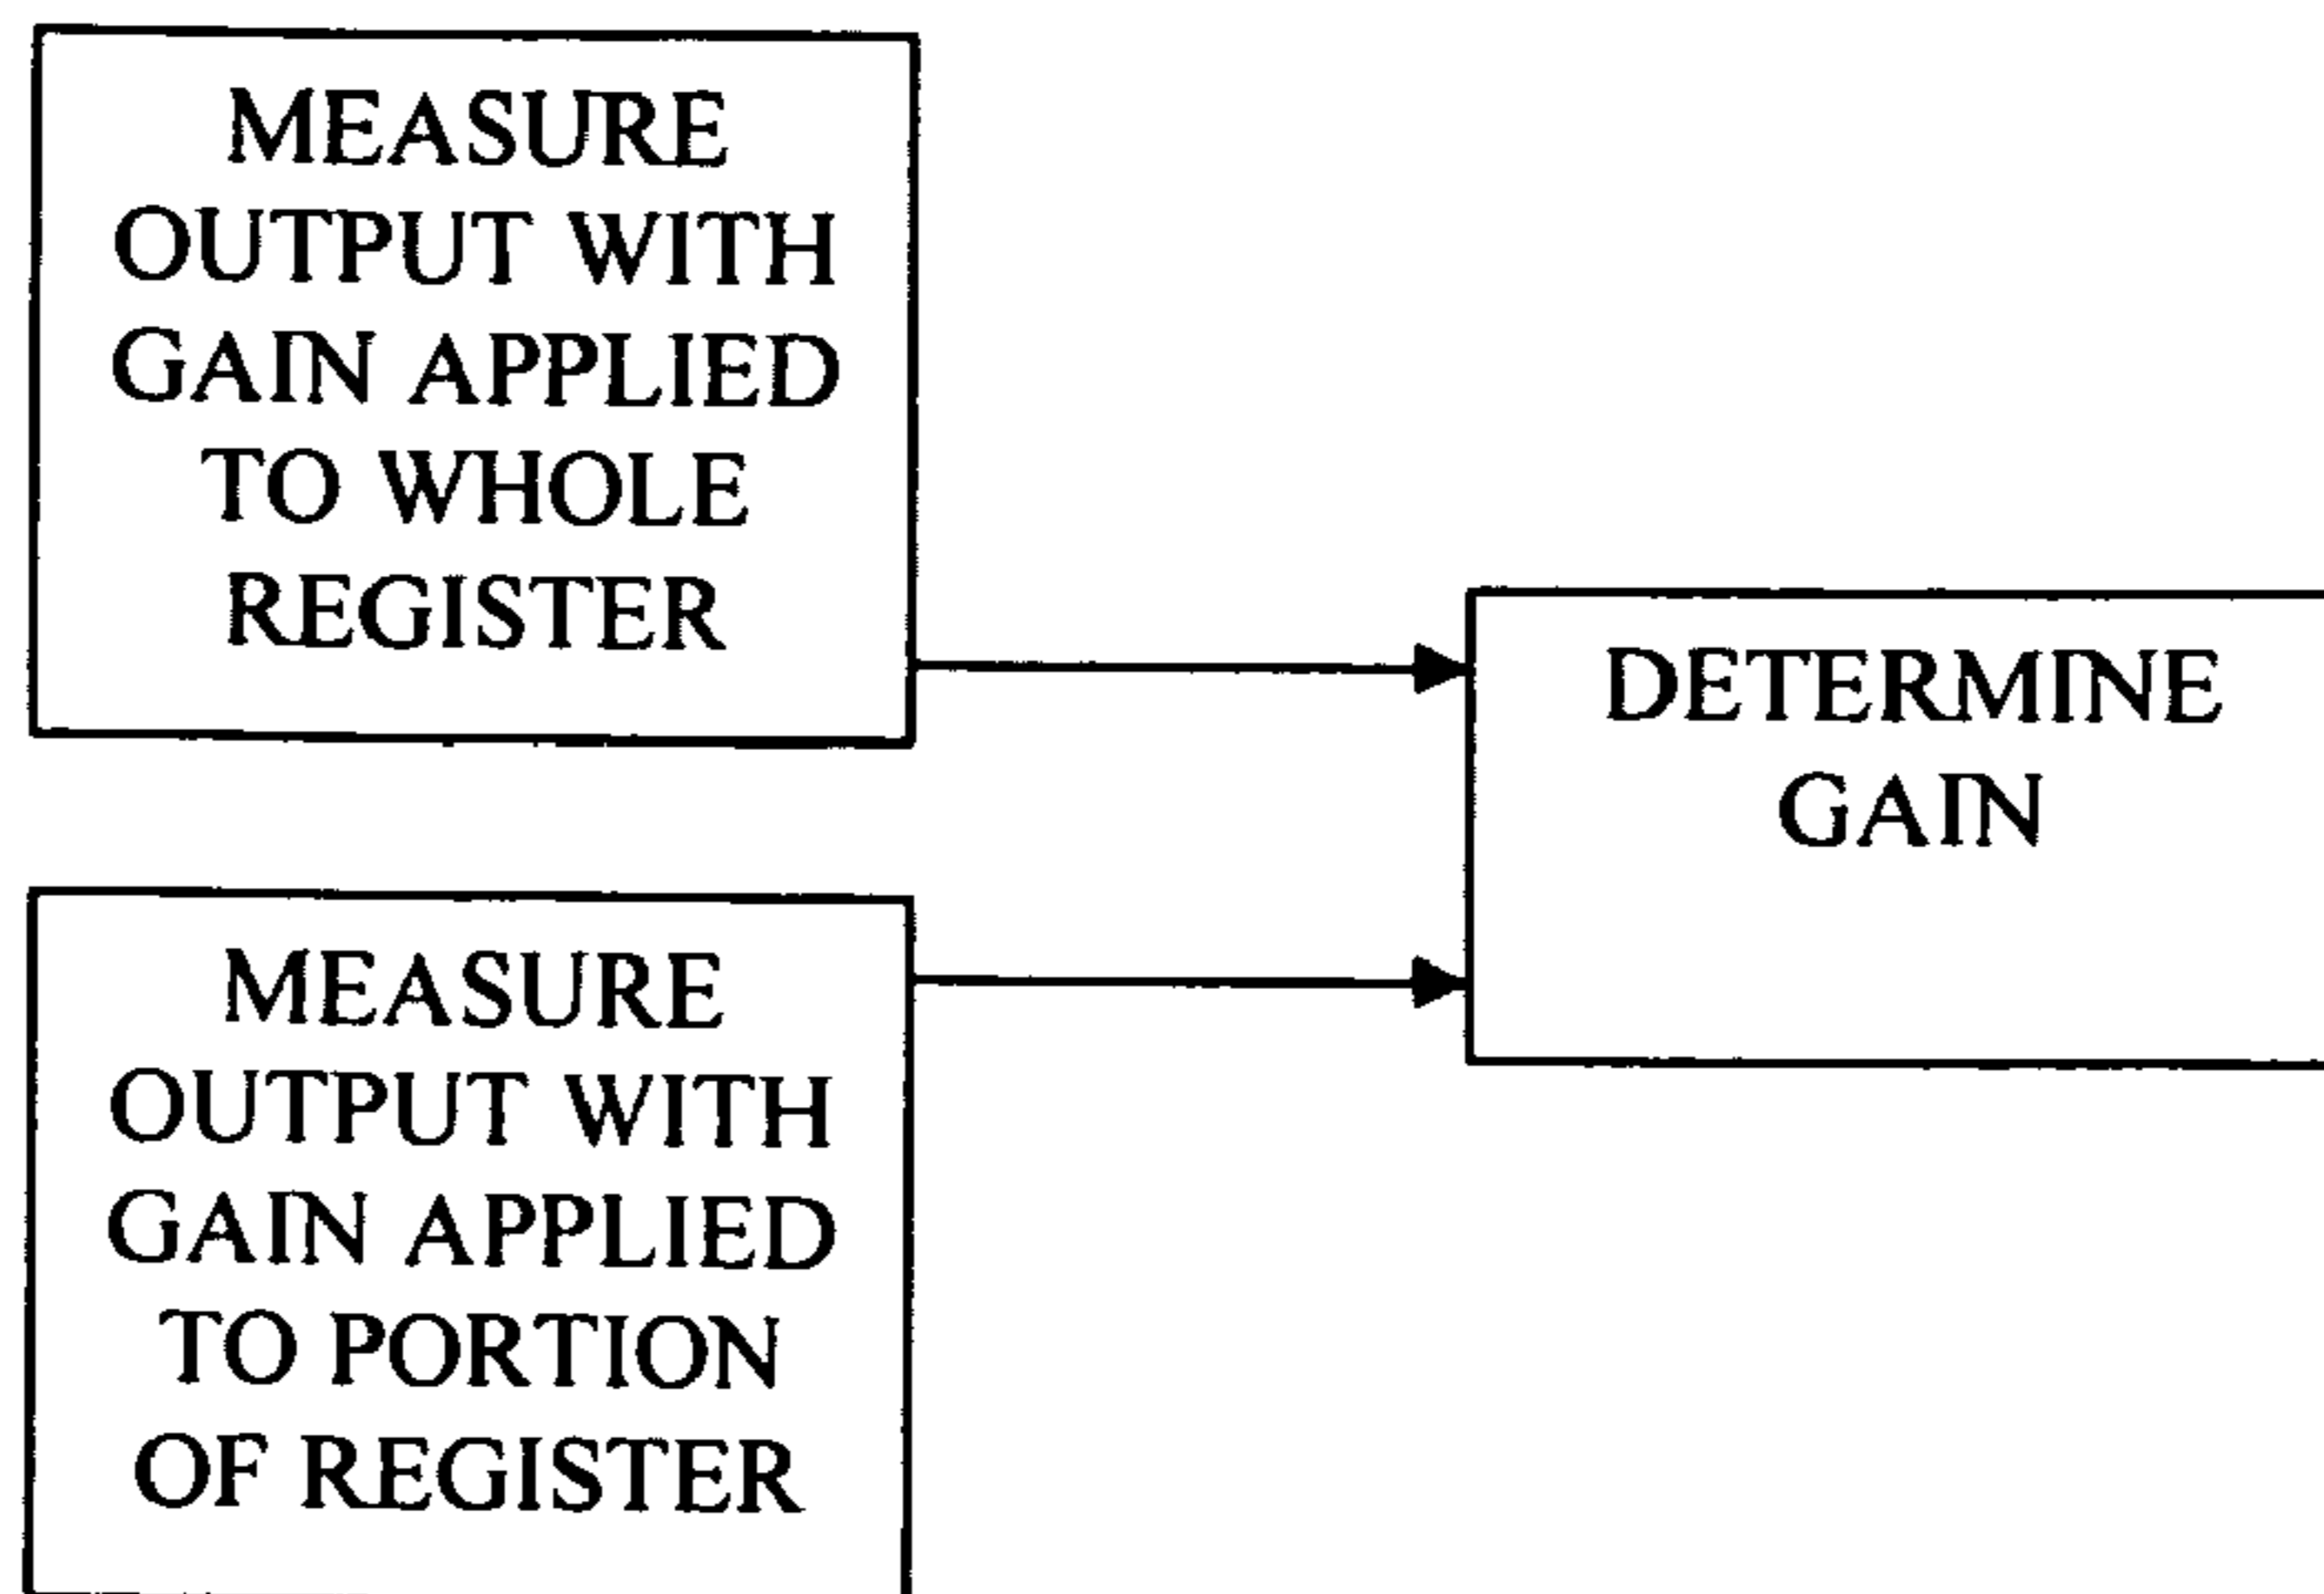 MEASURE
OUTPUT WITH
GAIN APPLIED
TO WHOLE
REGISTER
DETERMINE
GAIN
MEASURE
OUTPUT WITH
GAIN APPLIED
TO PORTION
OF REGISTER